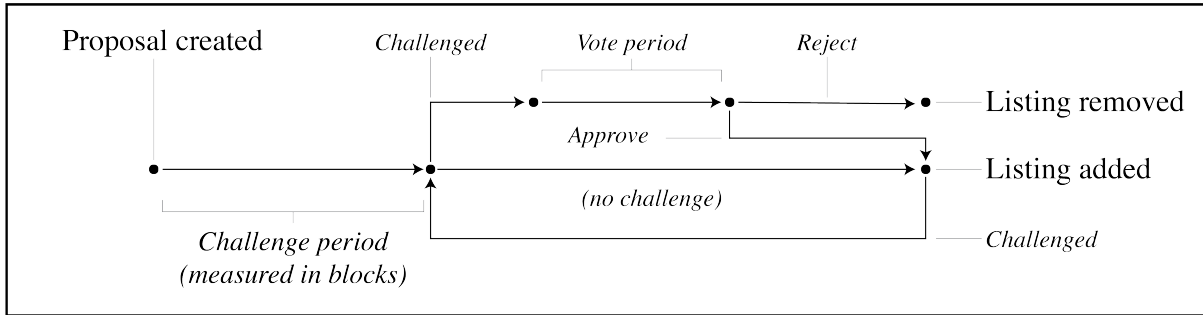 Proposal created
Challenged
Vote period
Reject
Listing removed
Approve
Listing added
(no challenge)
Challenge period
(measured in blocks)
Challenged